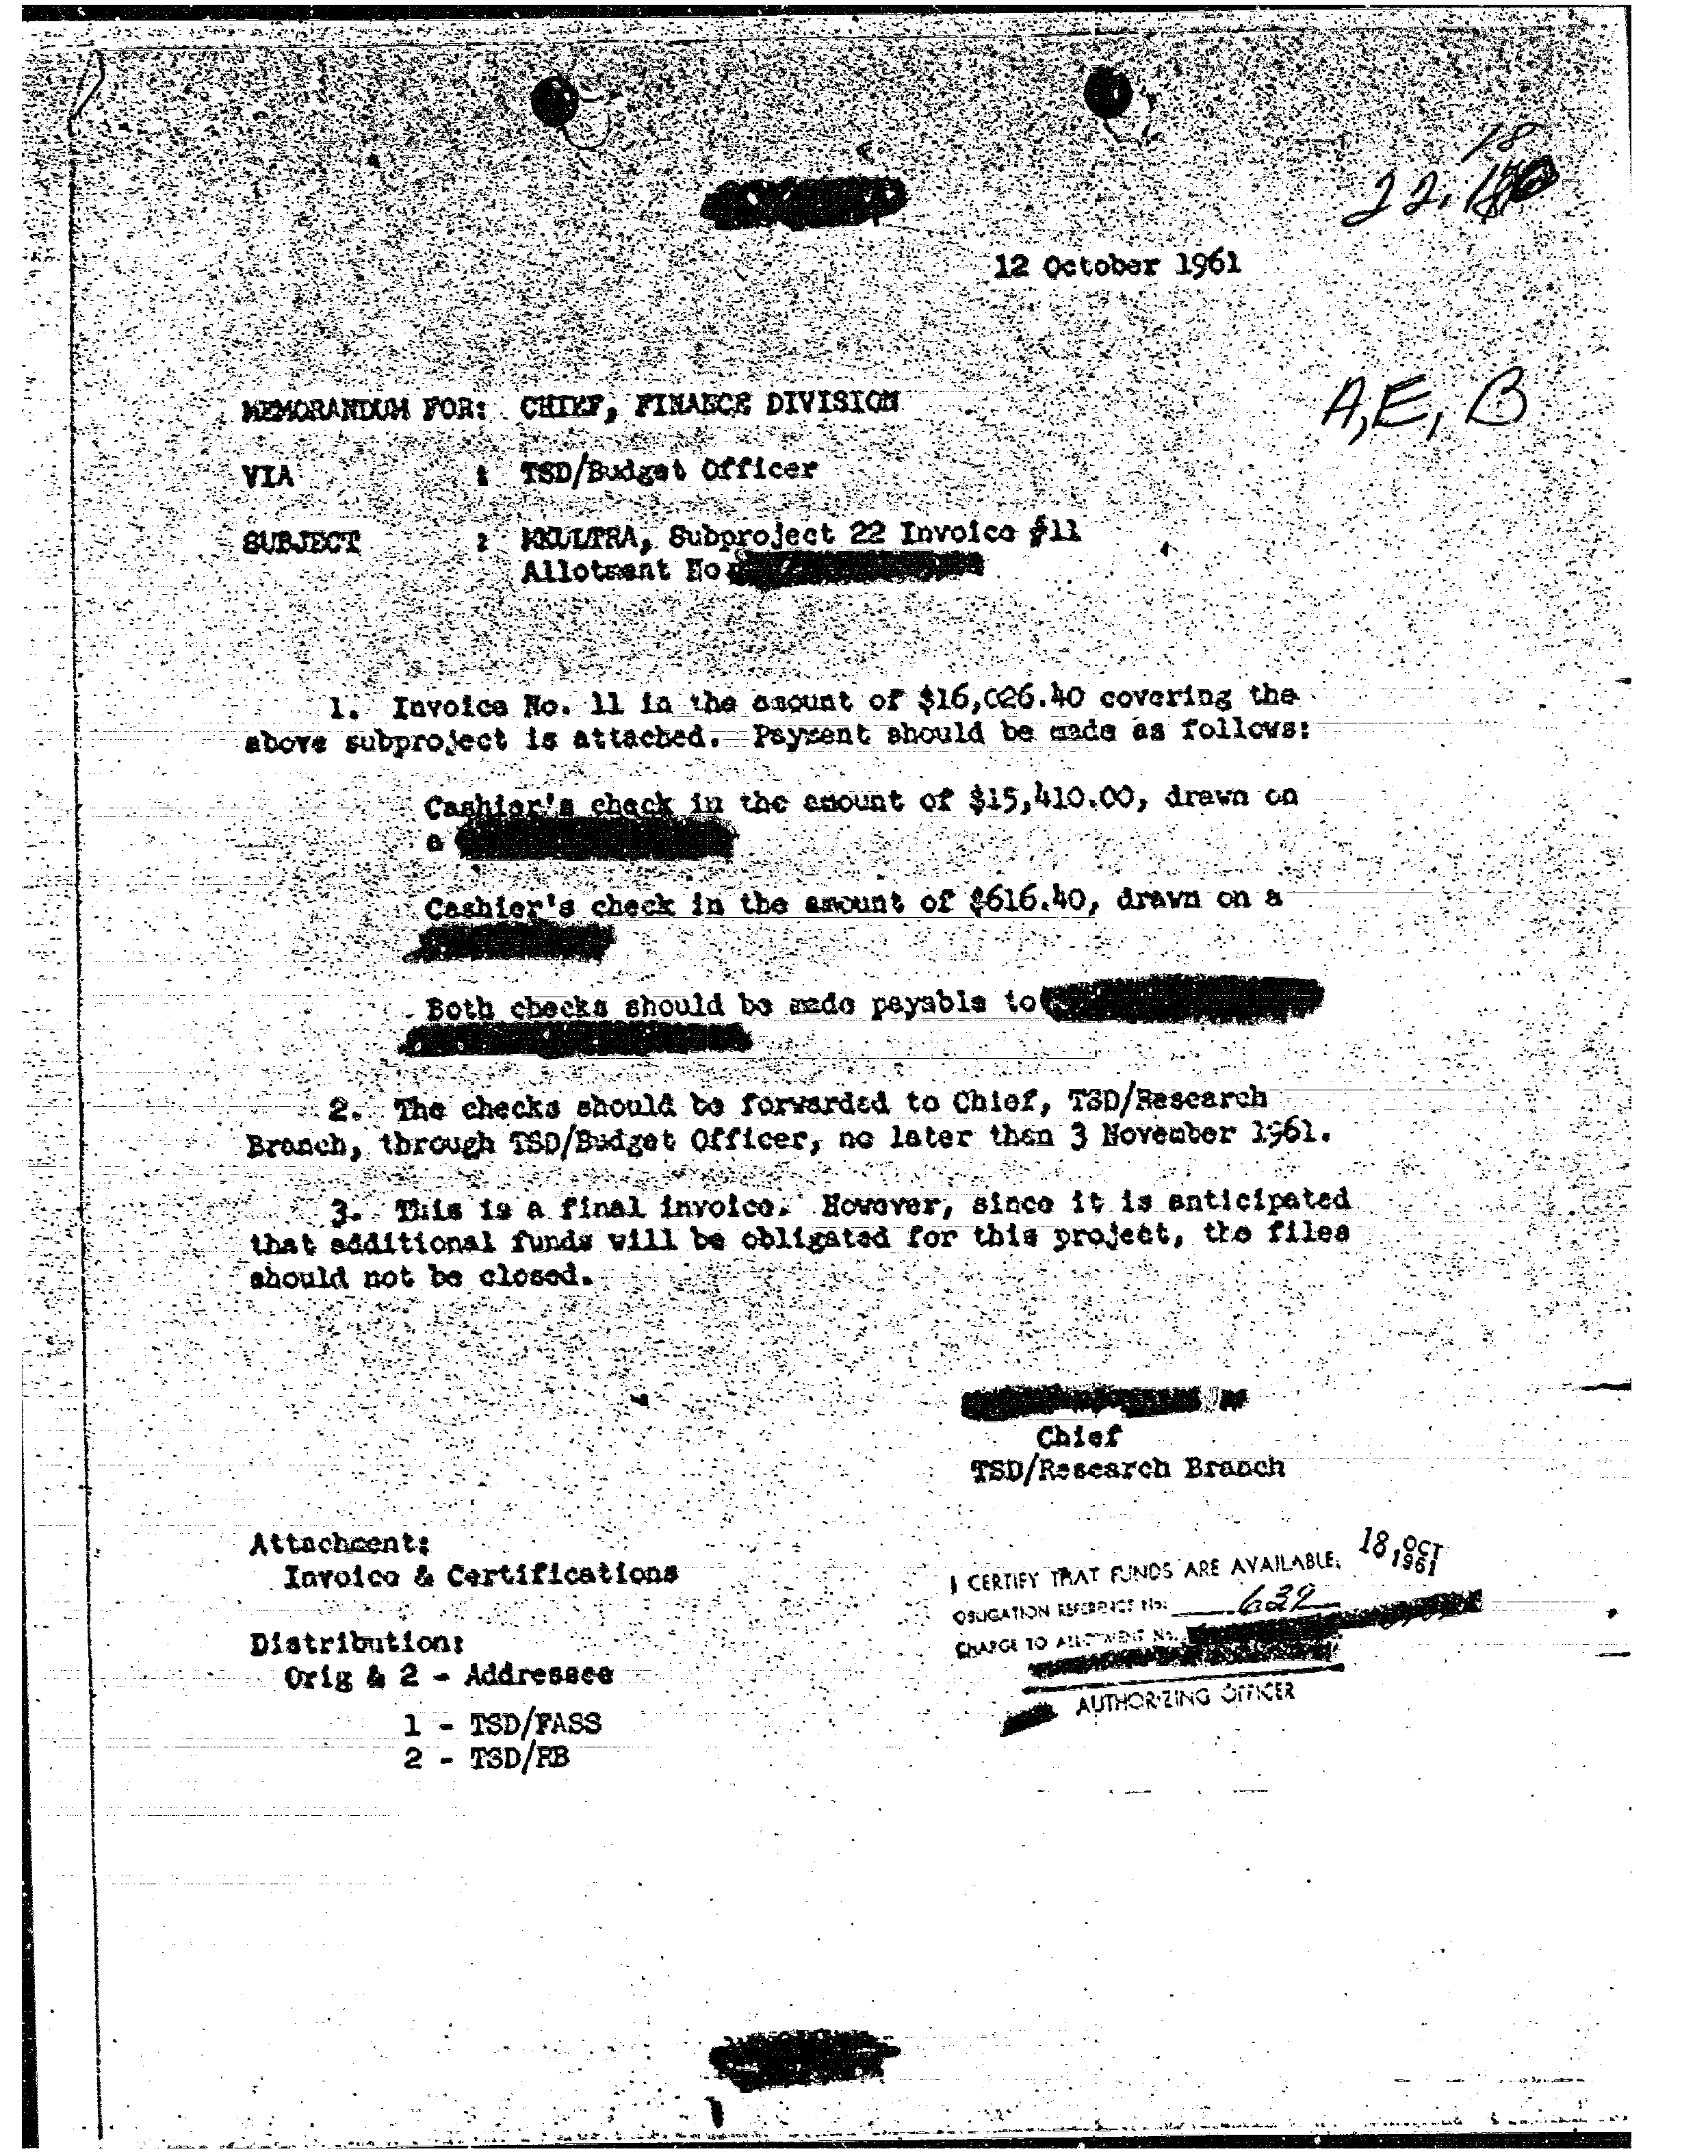 18
22,
12 October 1961
A, E, B
MEMORANDUM FOR: CHIEF, FINANCE DIVISION
VIA : TSD/Budget Officer
SUBJECT : MKULTRA, Subproject 22 Invoice #11
Allotment No.
1. Invoice No. 11 in the amount of $16,026.40 covering the
above subproject is attached. Payment should be made as follows:
Cashier's check in the amount of $15,410.00, drawn on
a
Cashier's check in the amount of $616.40, drawn on a
Both checks should be made payable to
2. The checks should be forwarded to Chief, TSD/Research
Branch, through TSD/Budget Officer, no later than 3 November 1961.
3. This is a final invoice. However, since it is anticipated
that additional funds will be obligated for this project, the files
should not be closed.
Chief
TSD/Research Branch
Attachment:
Invoice & Certifications
18 OCT 1961
I CERTIFY THAT FUNDS ARE AVAILABLE.
OBLIGATION REFERENCE NO. 639
CHARGE TO ALLOTMENT NO.
AUTHORIZING OFFICER
Distribution:
Orig & 2 - Addressee
1 - TSD/FASS
2 - TSD/RB